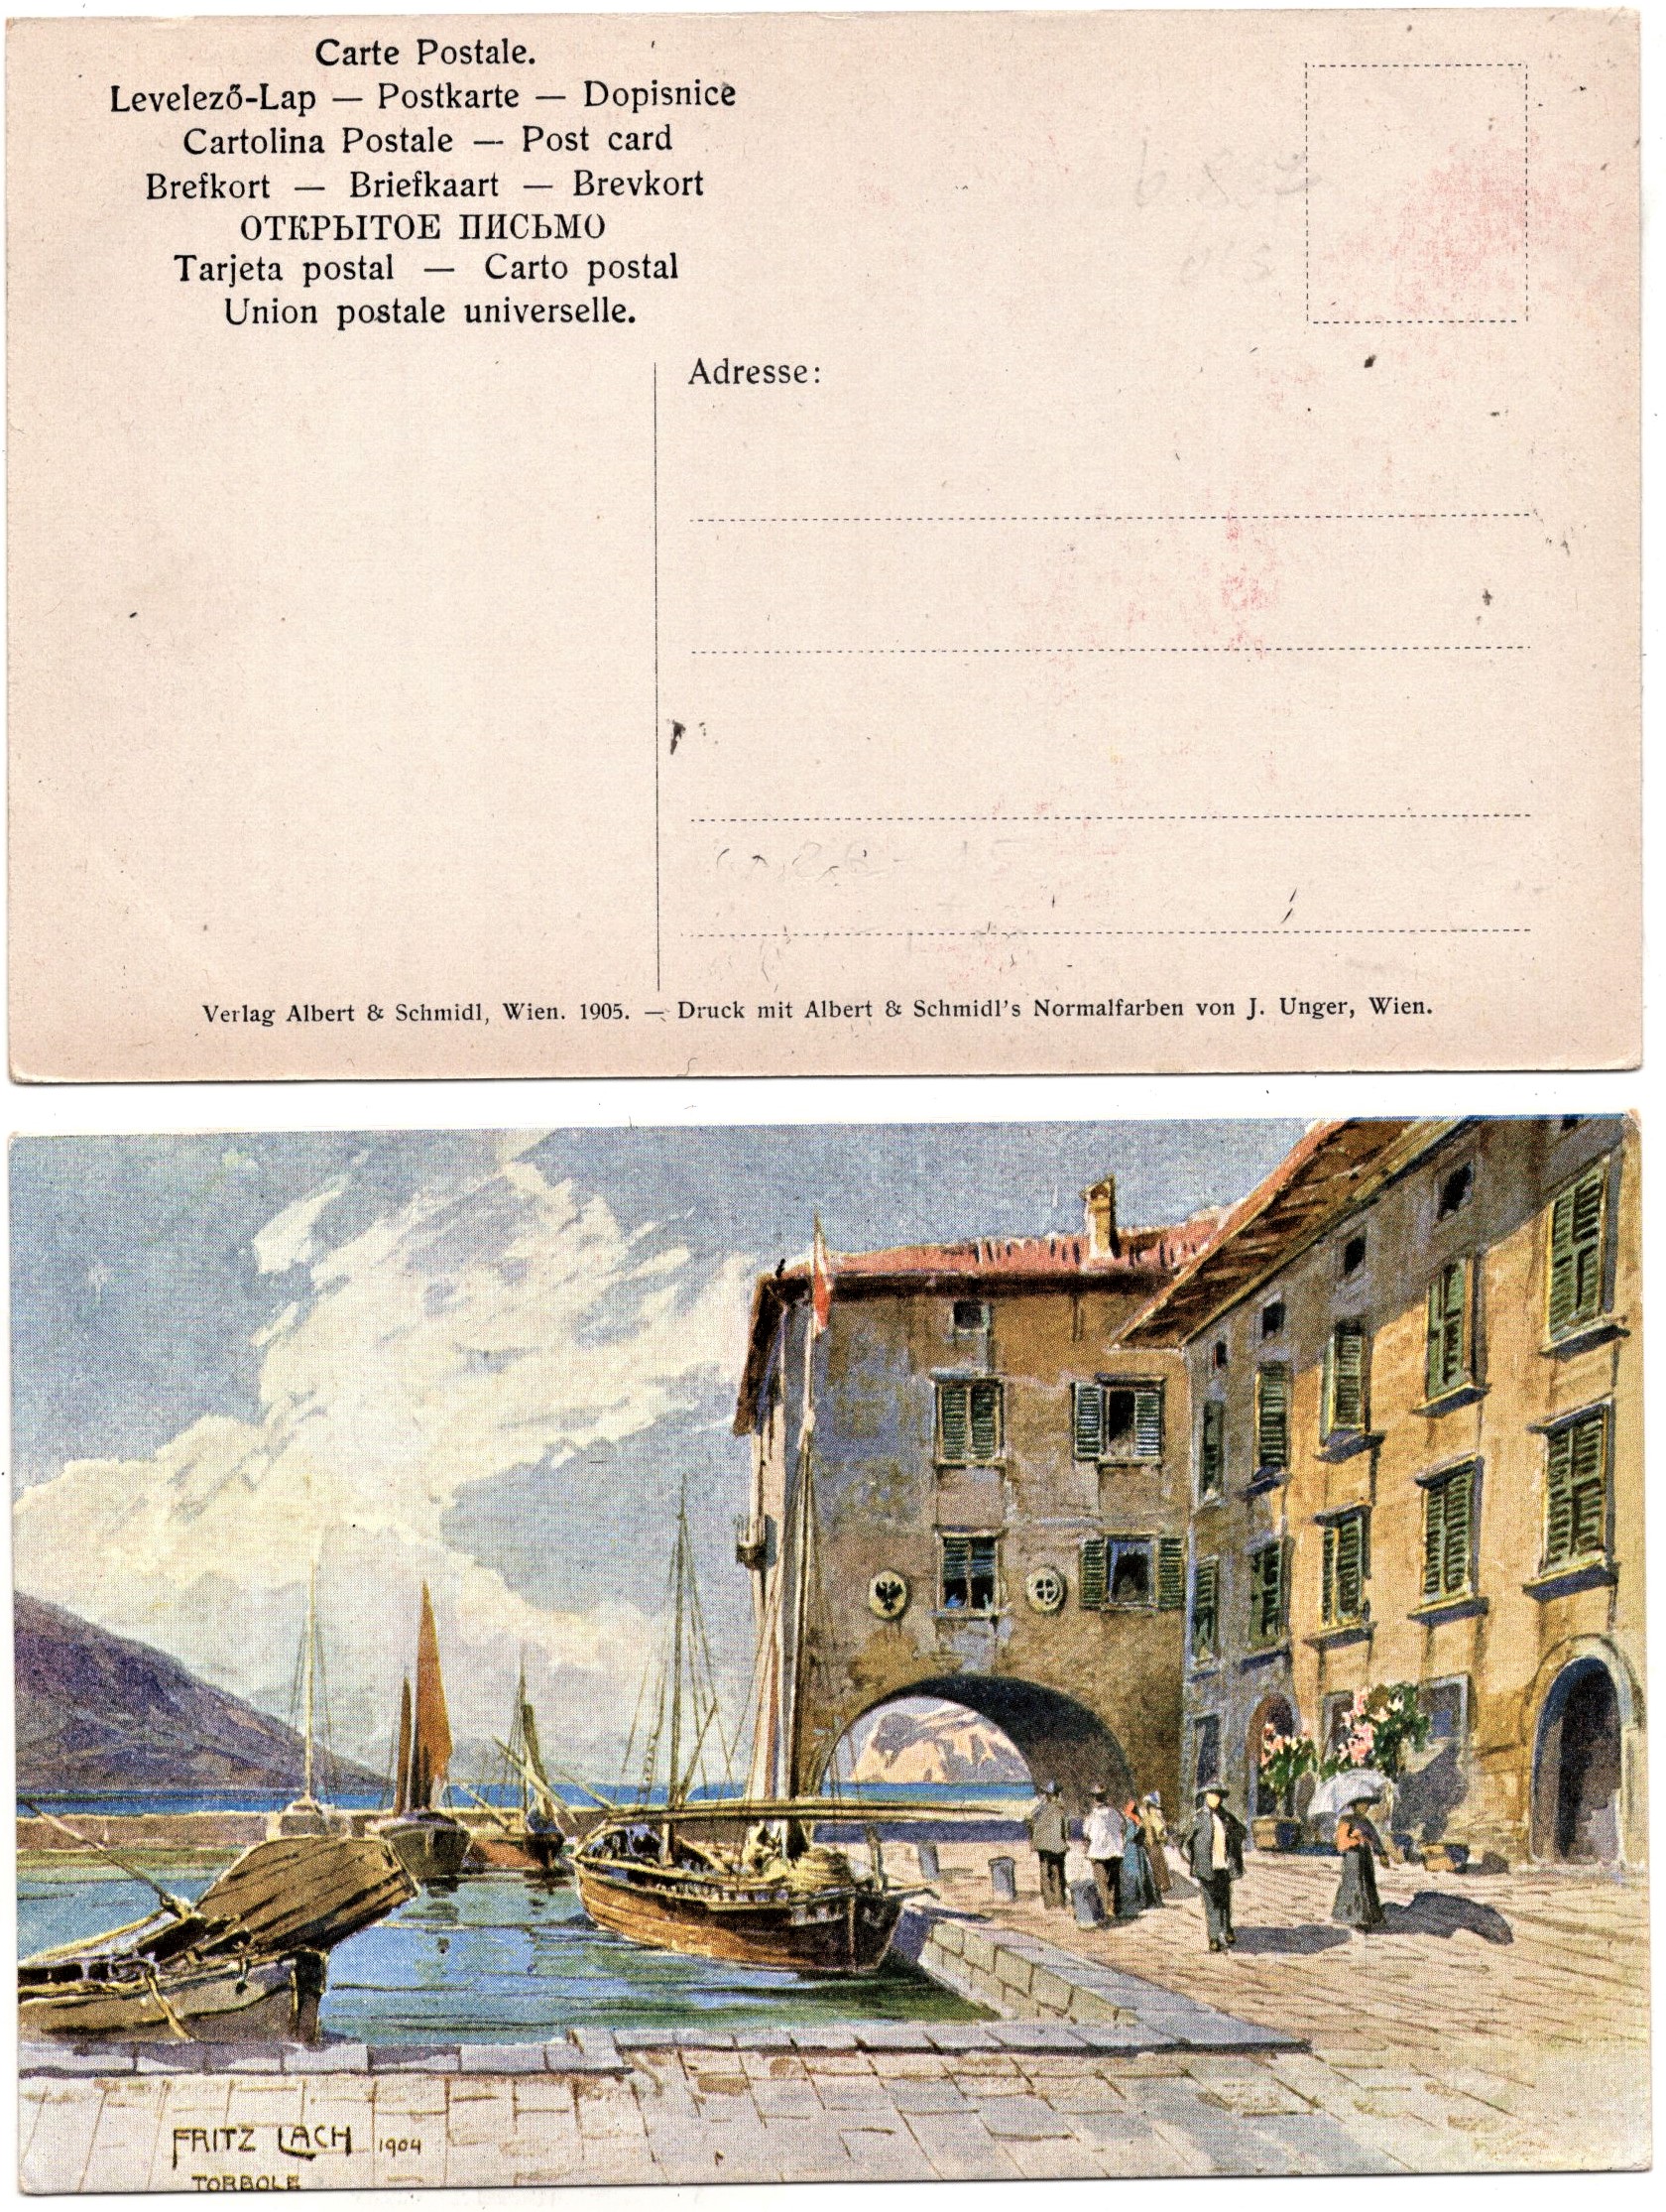 Carte Postale.
Levelező-Lap — Postkarte — Dopisnice
Cartolina Postale — Post card
Brefkort — Briefkaart — Brevkort
ОТКРЫТОЕ ПИСЬМО
Tarjeta postal — Carto postal
Union postale universelle.
Adresse:
Verlag Albert & Schmidl, Wien. 1905. — Druck mit Albert & Schmidl's Normalfarben von J. Unger, Wien.
FRITZ LACH 1904
TORBOLE